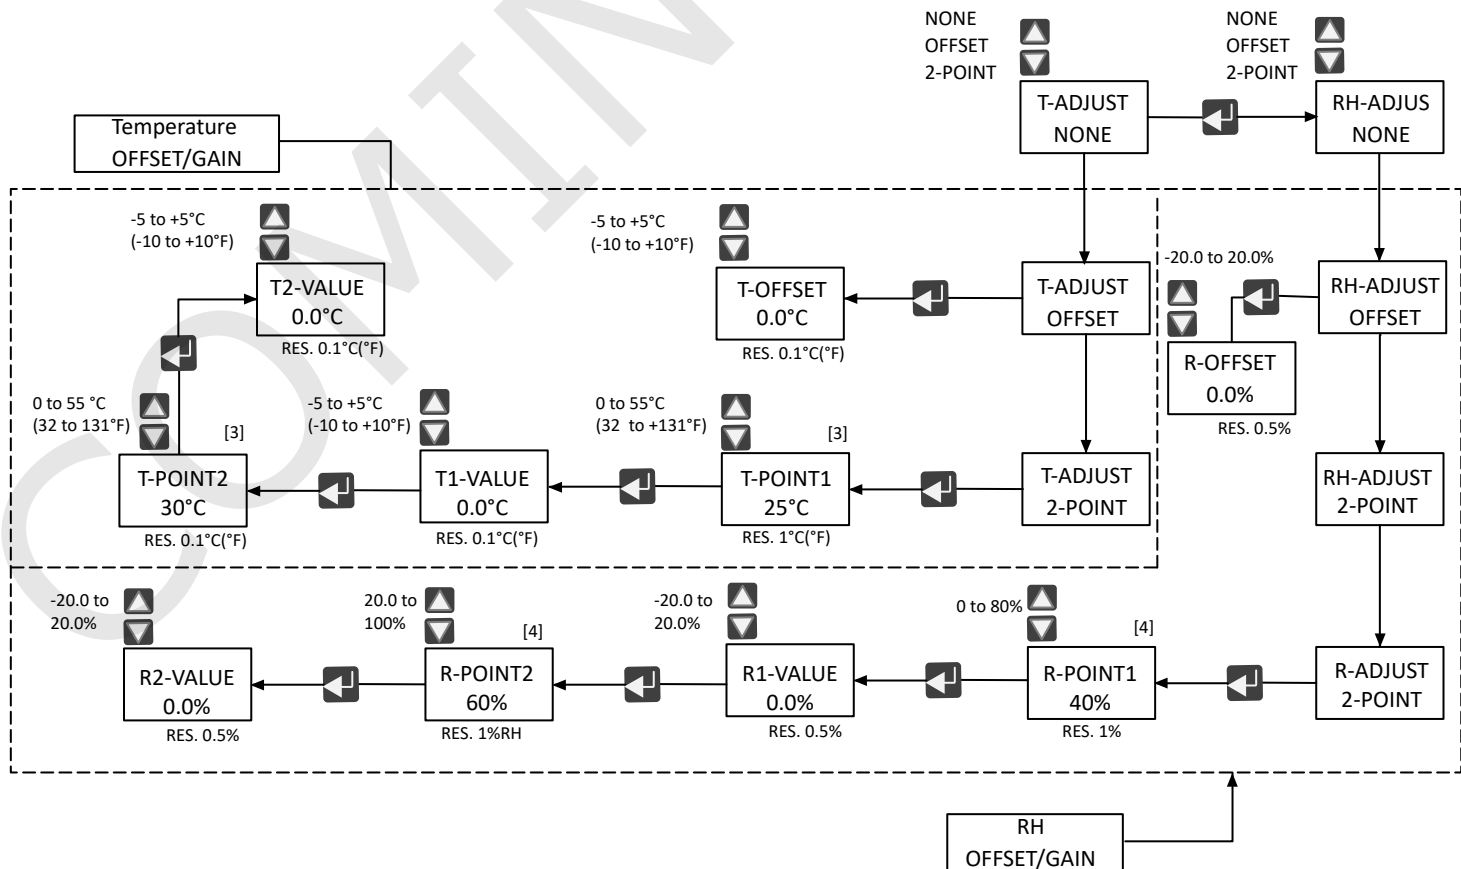 NONE
OFFSET
2-POINT
NONE
OFFSET
2-POINT
T-ADJUST
NONE
RH-ADJUS
NONE
Temperature
OFFSET/GAIN
-5 to +5°C
(-10 to +10°F)
T2-VALUE
0.0°C
RES. 0.1°C(°F)
-5 to +5°C
(-10 to +10°F)
T-OFFSET
0.0°C
RES. 0.1°C(°F)
T-ADJUST
OFFSET
-20.0 to 20.0%
R-OFFSET
0.0%
RES. 0.5%
RH-ADJUST
OFFSET
0 to 55 °C
(32 to 131°F)
[3]
T-POINT2
30°C
RES. 0.1°C(°F)
-5 to +5°C
(-10 to +10°F)
T1-VALUE
0.0°C
RES. 0.1°C(°F)
0 to 55°C
(32 to +131°F)
[3]
T-POINT1
25°C
RES. 1°C(°F)
T-ADJUST
2-POINT
RH-ADJUST
2-POINT
-20.0 to
20.0%
R2-VALUE
0.0%
RES. 0.5%
20.0 to
100%
[4]
R-POINT2
60%
RES. 1%RH
-20.0 to
20.0%
R1-VALUE
0.0%
RES. 0.5%
0 to 80%
[4]
R-POINT1
40%
RES. 1%
R-ADJUST
2-POINT
RH
OFFSET/GAIN
COMIN